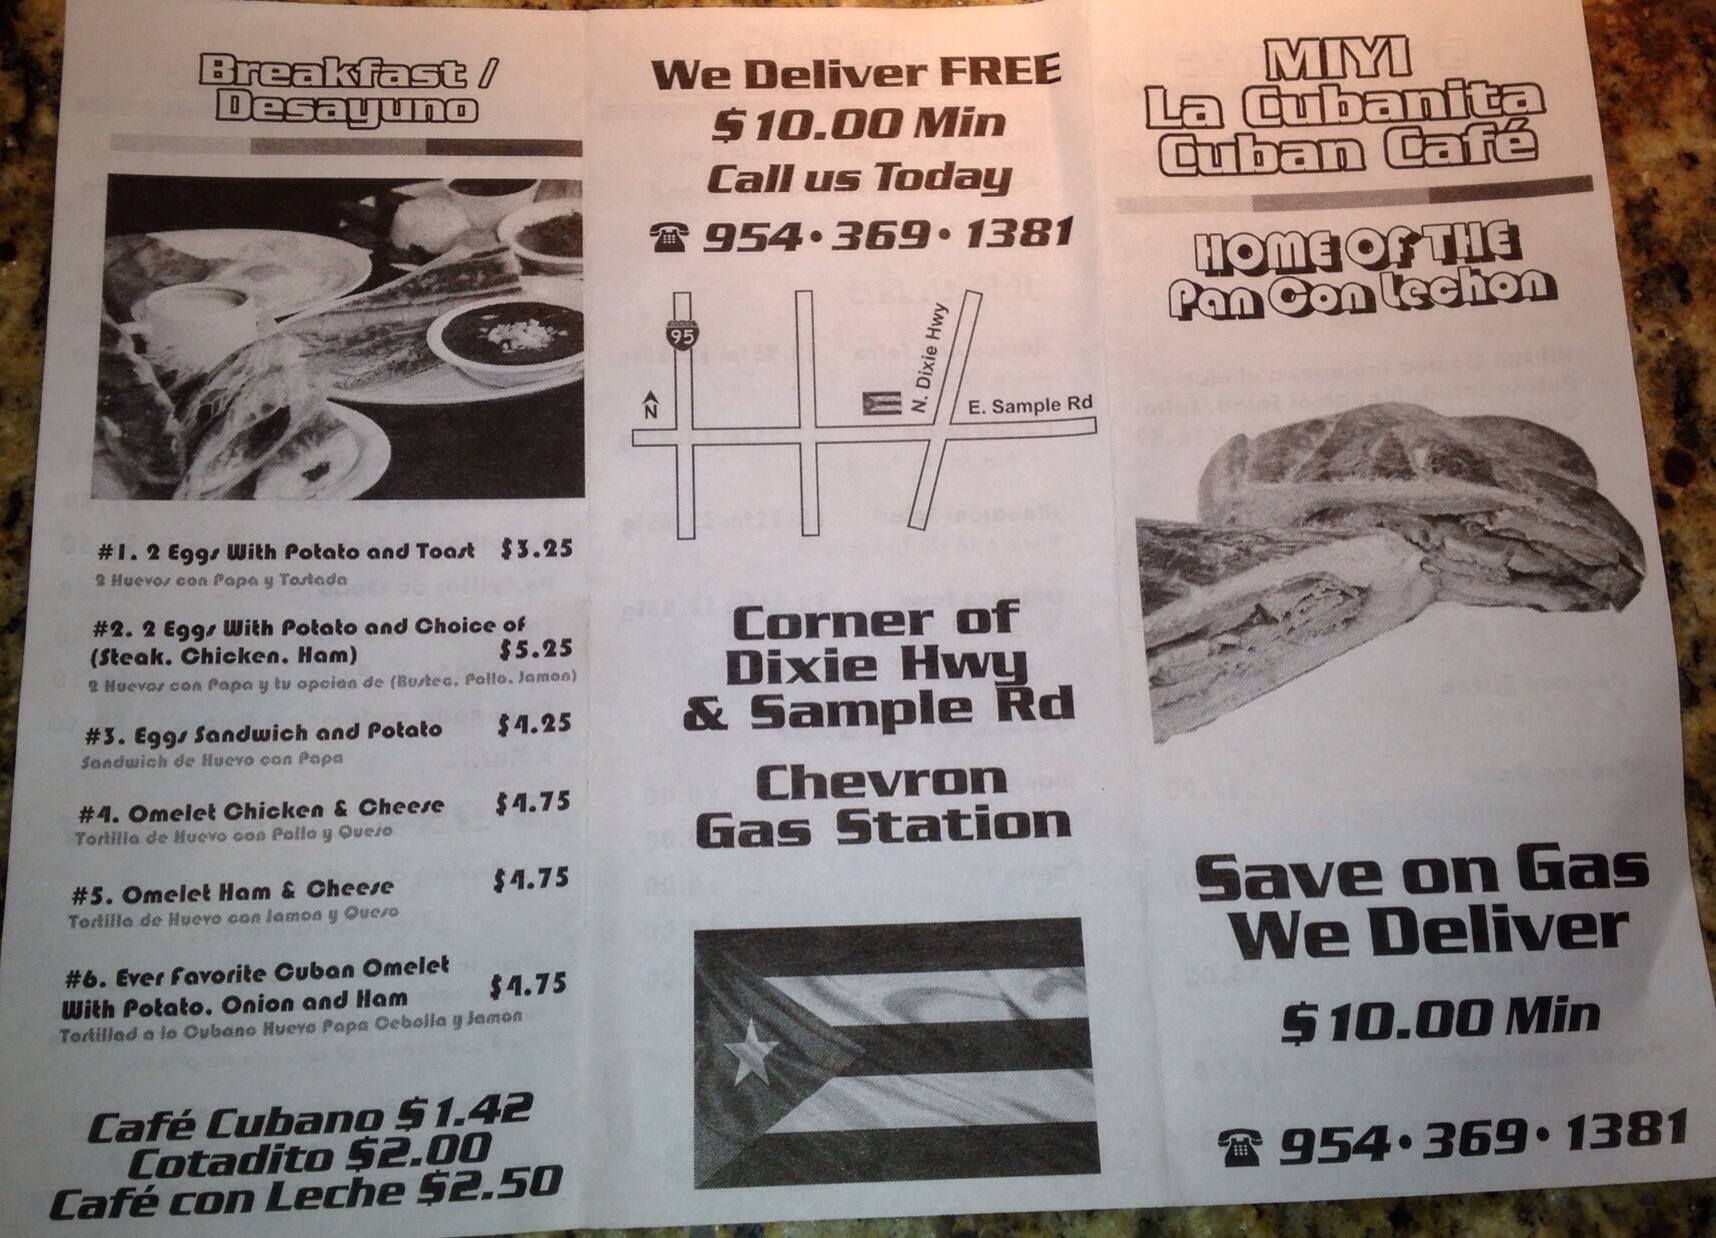 Breakfast /
Desayuno
#1. 2 Eggs With Potato and Toast $3.25
2 Huevos con Papa y Tostada
#2. 2 Eggs With Potato and Choice of
(Steak, Chicken, Ham) $5.25
2 Huevos con Papa y tu opcion de (Bustec, Pollo, Jamon)
#3. Eggs Sandwich and Potato $4.25
Sandwich de Huevo con Papa
#4. Omelet Chicken & Cheese $4.75
Tortilla de Huevo con Pollo y Queso
#5. Omelet Ham & Cheese $4.75
Tortilla de Huevo con Jamon y Queso
#6. Ever Favorite Cuban Omelet
With Potato, Onion and Ham $4.75
Tortillad a lo Cubano Huevo Papa Cebolla y Jamon
Café Cubano $1.42
Cotadito $2.00
Café con Leche $2.50
We Deliver FREE
$10.00 Min
Call us Today
954•369•1381
95
N
N. Dixie Hwy
E. Sample Rd
Corner of
Dixie Hwy
& Sample Rd
Chevron
Gas Station
MIYI
La Cubanita
Cuban Café
HOME OF THE
Pan Con Lechon
Save on Gas
We Deliver
$10.00 Min
954•369•1381